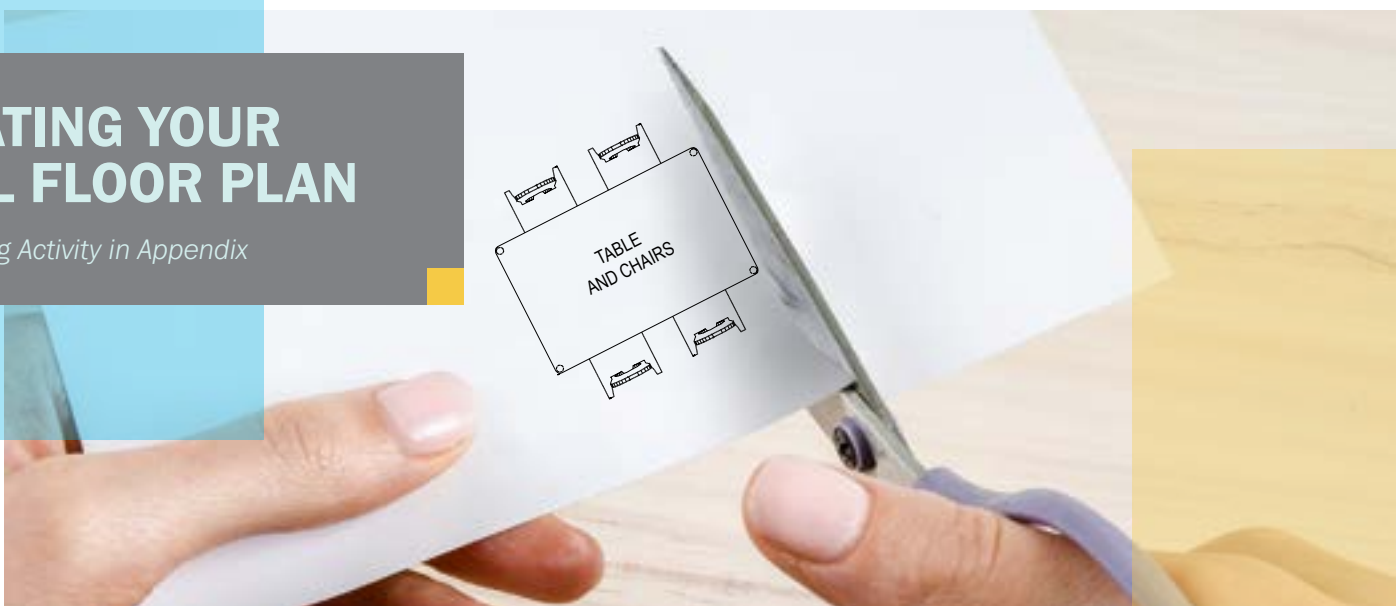 ATING YOUR
L FLOOR PLAN
g Activity in Appendix
TABLE
AND CHAIRS